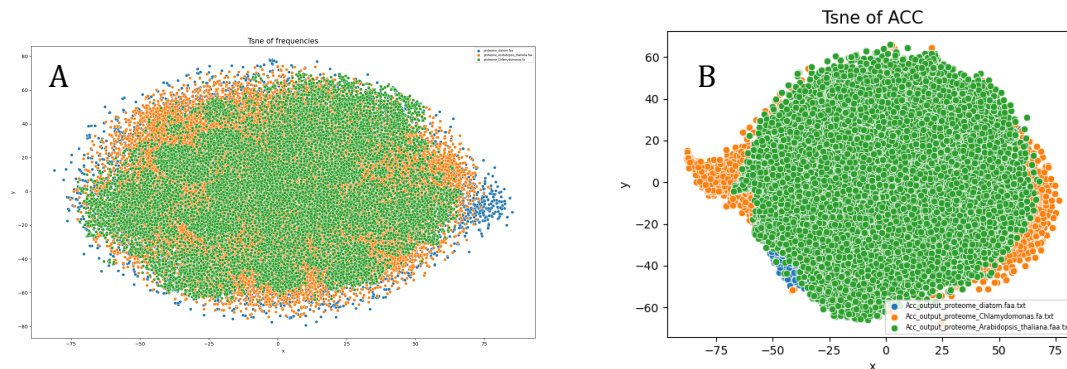 Tsne of frequencies
A
proteome_diatom.faa
proteome_Arabidopsis_thaliana.faa
proteome_Chlamydomonas.fa
80
60
40
20
0
−20
−40
−60
−80
y
−75
−50
−25
0
25
50
75
x
Tsne of ACC
B
60
40
20
0
−20
−40
−60
y
Acc_output_proteome_diatom.faa.txt
Acc_output_proteome_Chlamydomonas.fa.txt
Acc_output_proteome_Arabidopsis_thaliana.faa.tx
−75
−50
−25
0
25
50
75
x